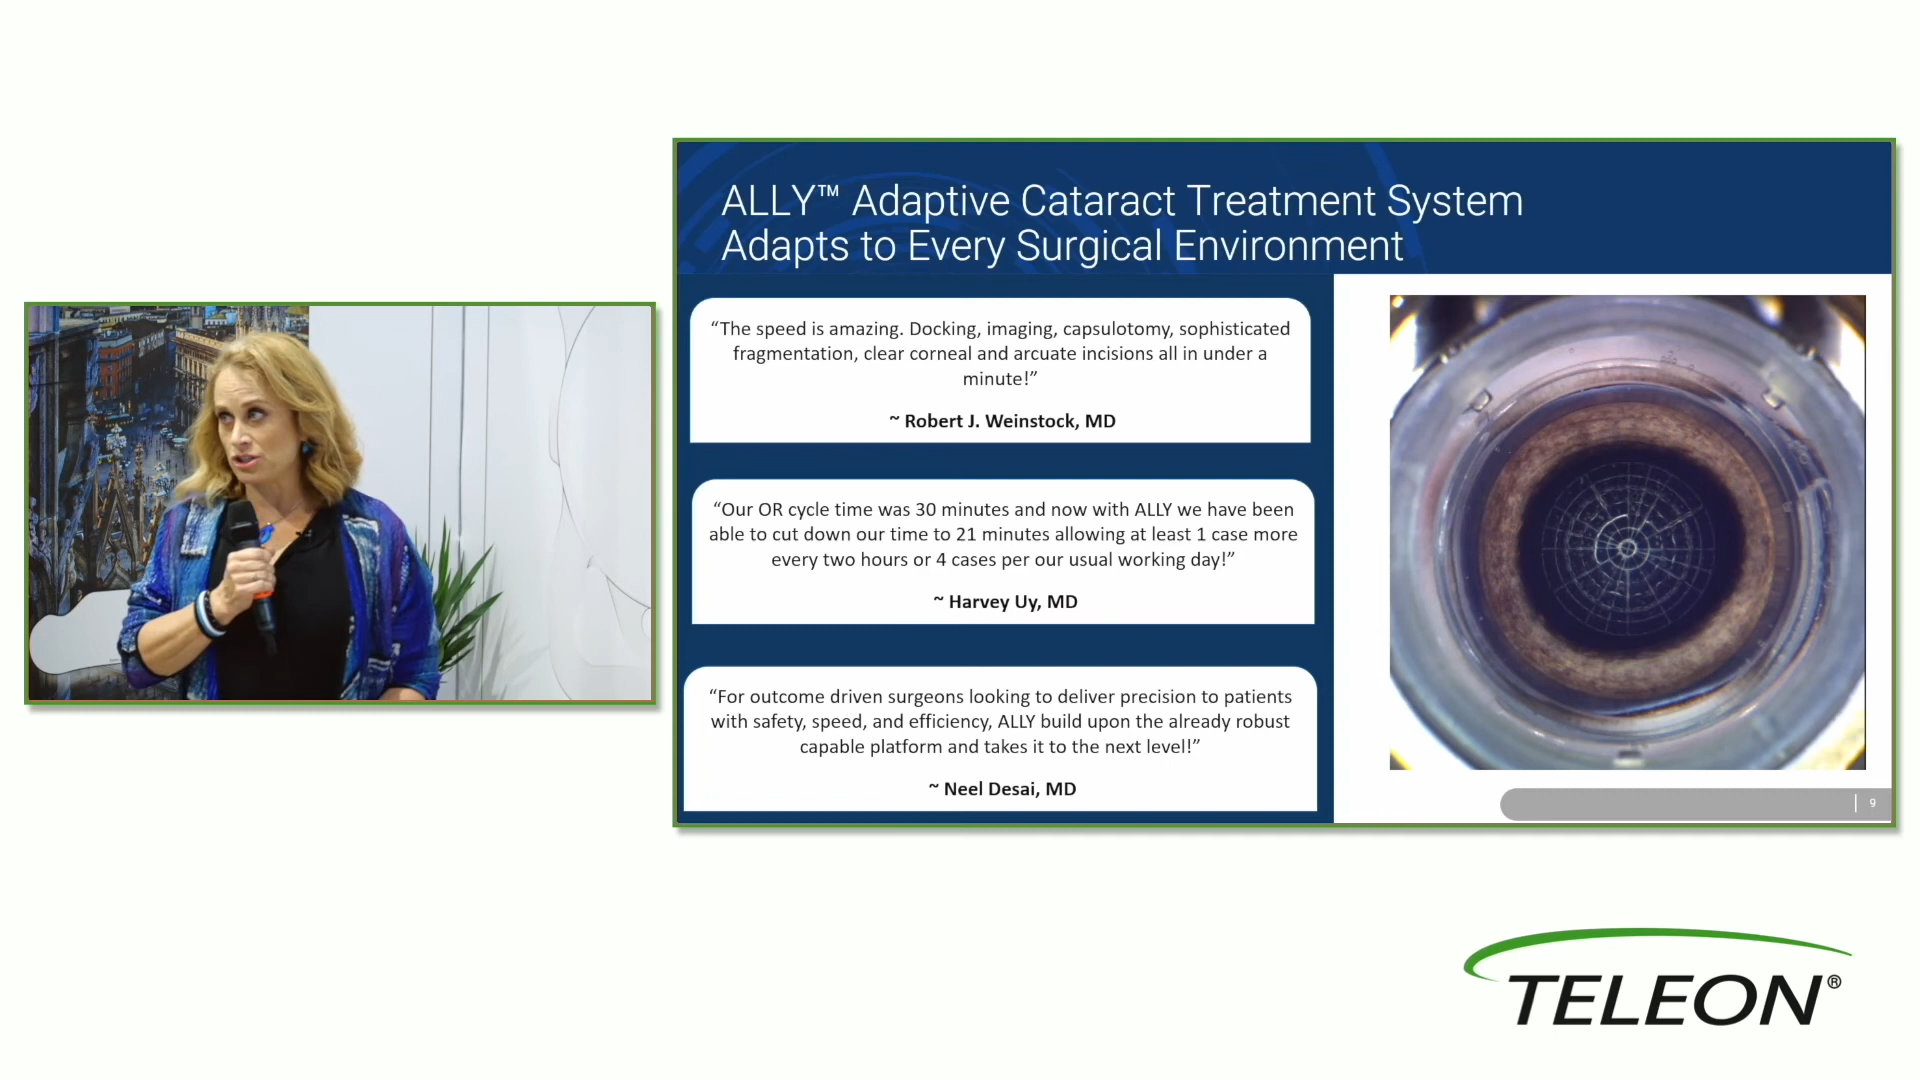 ALLY™ Adaptive Cataract Treatment System
Adapts to Every Surgical Environment
“The speed is amazing. Docking, imaging, capsulotomy, sophisticated
fragmentation, clear corneal and arcuate incisions all in under a
minute!”
~ Robert J. Weinstock, MD
“Our OR cycle time was 30 minutes and now with ALLY we have been
able to cut down our time to 21 minutes allowing at least 1 case more
every two hours or 4 cases per our usual working day!”
~ Harvey Uy, MD
“For outcome driven surgeons looking to deliver precision to patients
with safety, speed, and efficiency, ALLY build upon the already robust
capable platform and takes it to the next level!”
~ Neel Desai, MD
9
TELEON®